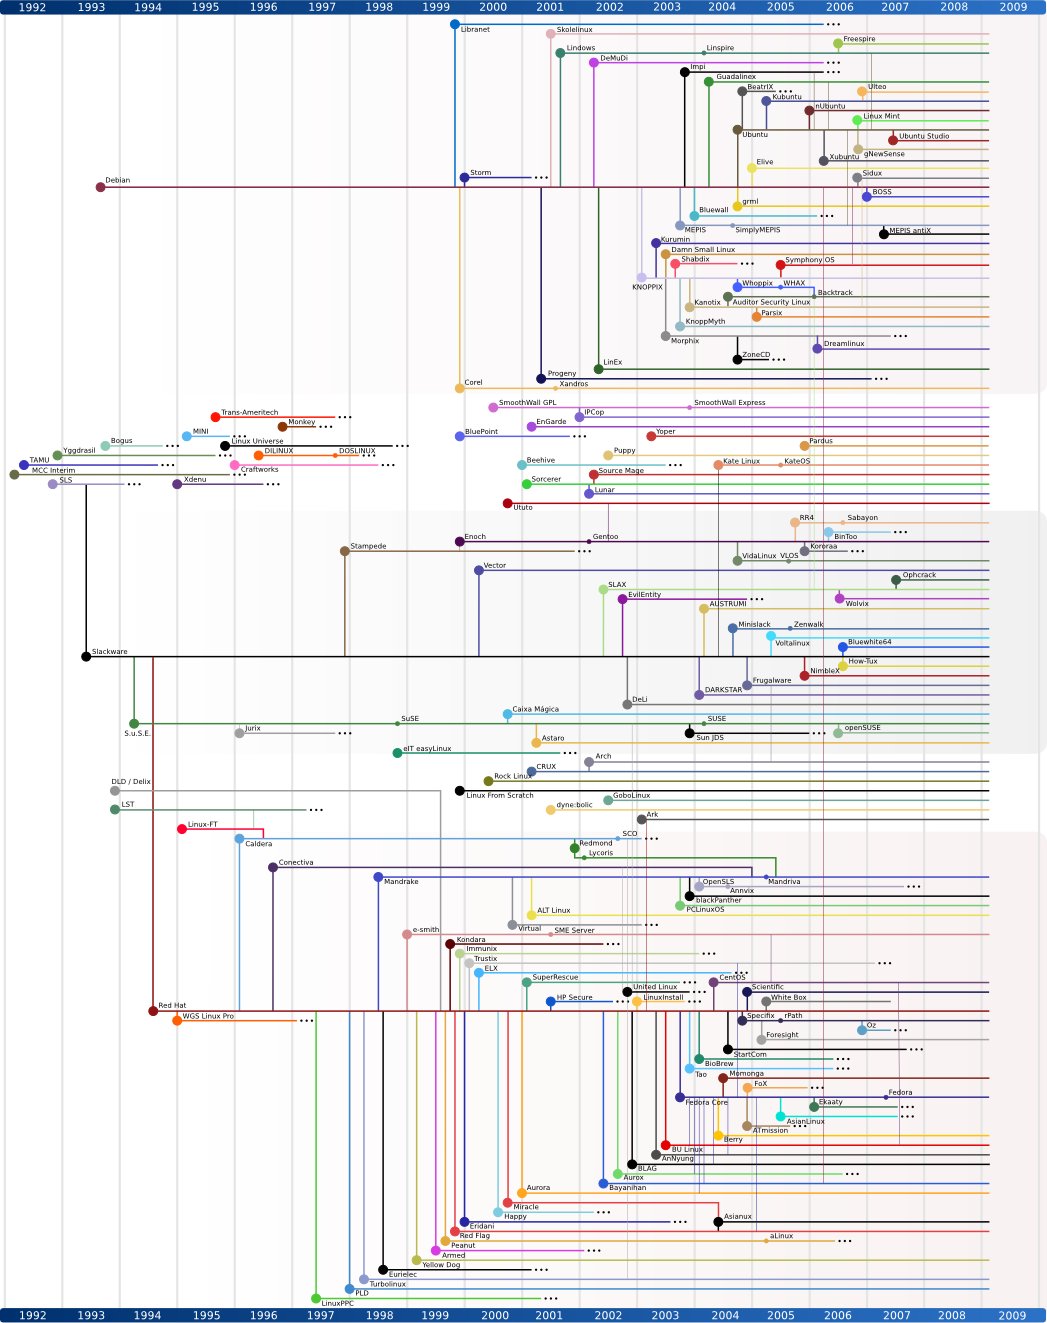 1992 1993 1994 1995 1996 1997 1998 1999 2000 2001 2002 2003 2004 2005 2006 2007 2008 2009
Libranet
Skolelinux
Freespire
Lindows
Linspire
DeMuDi
Impi
Guadalinex
BeatrIX
Ulteo
Kubuntu
nUbuntu
Linux Mint
Ubuntu
Ubuntu Studio
gNewSense
Xubuntu
Elive
Storm
Sidux
Debian
BOSS
grml
Bluewall
MEPIS
SimplyMEPIS
MEPIS antiX
Kurumin
Damn Small Linux
Shabdix
Symphony OS
KNOPPIX
Whoppix
WHAX
Backtrack
Kanotix
Auditor Security Linux
Parsix
KnoppMyth
Morphix
Dreamlinux
ZoneCD
LinEx
Progeny
Corel
Xandros
SmoothWall GPL
SmoothWall Express
Trans-Ameritech
IPCop
Monkey
EnGarde
MINI
BluePoint
Yoper
Bogus
Linux Universe
Pardus
Yggdrasil
DILINUX
DOSLINUX
Puppy
TAMU
Craftworks
Beehive
Kate Linux
KateOS
MCC Interim
Source Mage
SLS
Xdenu
Sorcerer
Lunar
Ututo
RR4
Sabayon
BinToo
Enoch
Gentoo
Stampede
Kororaa
VidaLinux
VLOS
Vector
Ophcrack
SLAX
EvilEntity
Wolvix
AUSTRUMI
Minislack
Zenwalk
Voltalinux
Bluewhite64
Slackware
How-Tux
NimbleX
Frugalware
DARKSTAR
DeLi
Caixa Mágica
S.u.S.E.
SuSE
SUSE
Jurix
Sun JDS
openSUSE
Astaro
eIT easyLinux
Arch
CRUX
Rock Linux
DLD / Delix
Linux From Scratch
GoboLinux
LST
dyne:bolic
Ark
Linux-FT
Caldera
SCO
Redmond
Lycoris
Conectiva
Mandrake
Mandriva
OpenSLS
Annvix
blackPanther
PCLinuxOS
ALT Linux
Virtual
e-smith
SME Server
Kondara
Immunix
Trustix
ELX
SuperRescue
CentOS
United Linux
Scientific
HP Secure
LinuxInstall
White Box
Red Hat
WGS Linux Pro
Specifix
rPath
Oz
Foresight
StartCom
BioBrew
Tao
Momonga
FoX
Fedora Core
Fedora
Ekaaty
AsianLinux
ATmission
Berry
BU Linux
AnNyung
BLAG
Aurox
Bayanihan
Aurora
Miracle
Happy
Asianux
Eridani
Red Flag
aLinux
Peanut
Armed
Yellow Dog
Eurielec
Turbolinux
PLD
LinuxPPC
1992 1993 1994 1995 1996 1997 1998 1999 2000 2001 2002 2003 2004 2005 2006 2007 2008 2009